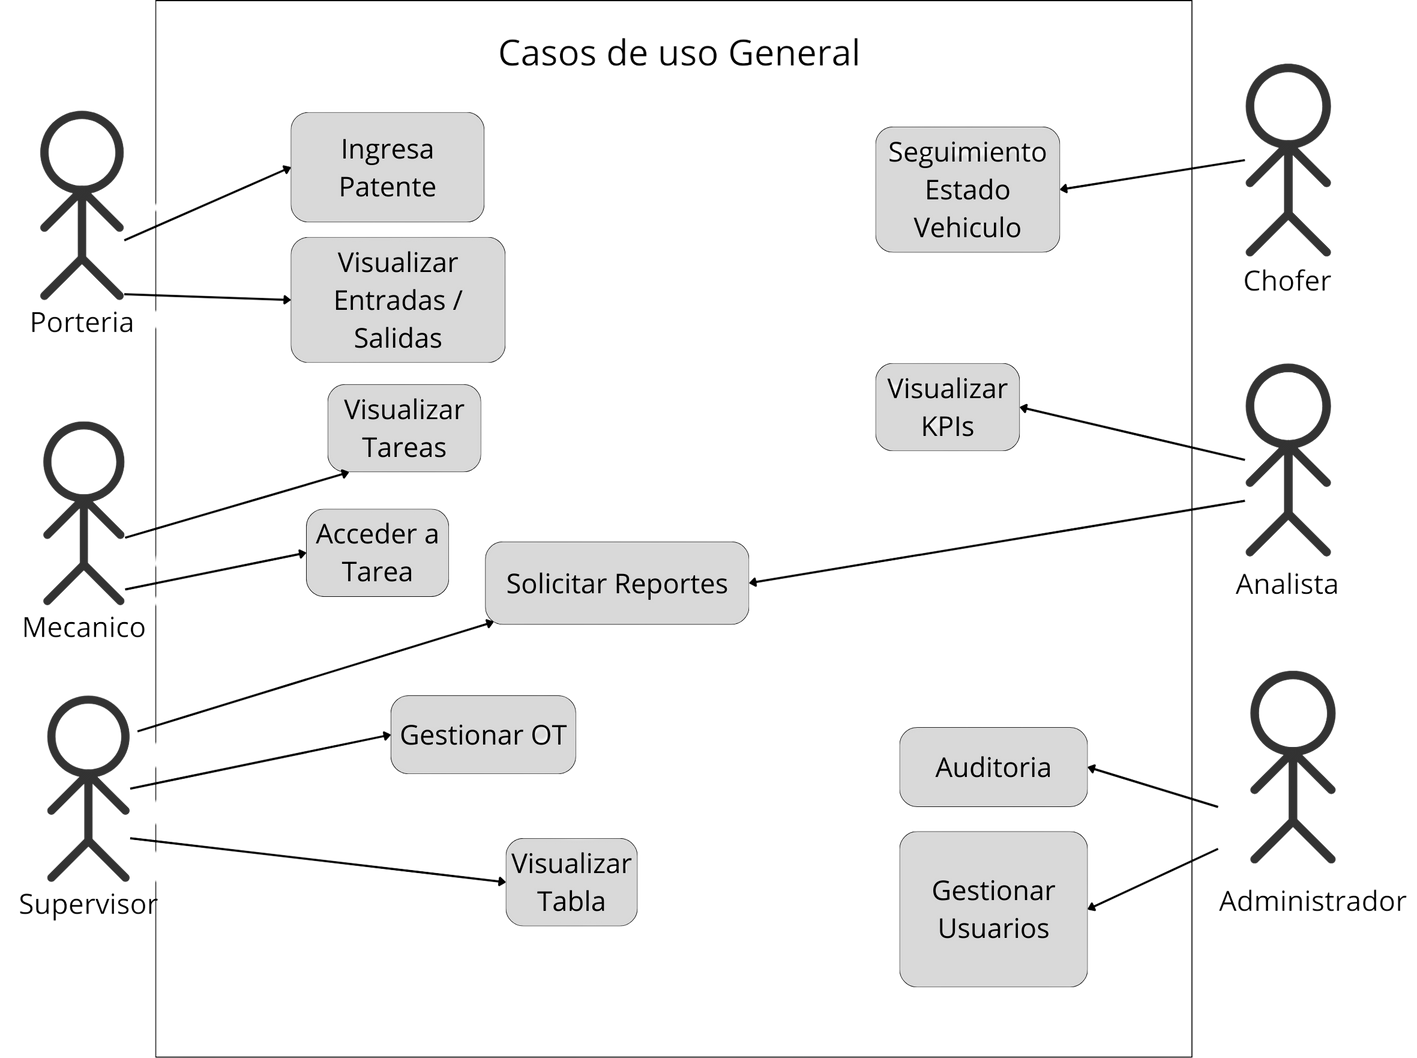 Casos de uso General
Porteria
Ingresa
Patente
Visualizar
Entradas /
Salidas
Mecanico
Visualizar
Tareas
Acceder a
Tarea
Solicitar Reportes
Supervisor
Gestionar OT
Visualizar
Tabla
Seguimiento
Estado
Vehiculo
Chofer
Visualizar
KPIs
Analista
Auditoria
Gestionar
Usuarios
Administrador